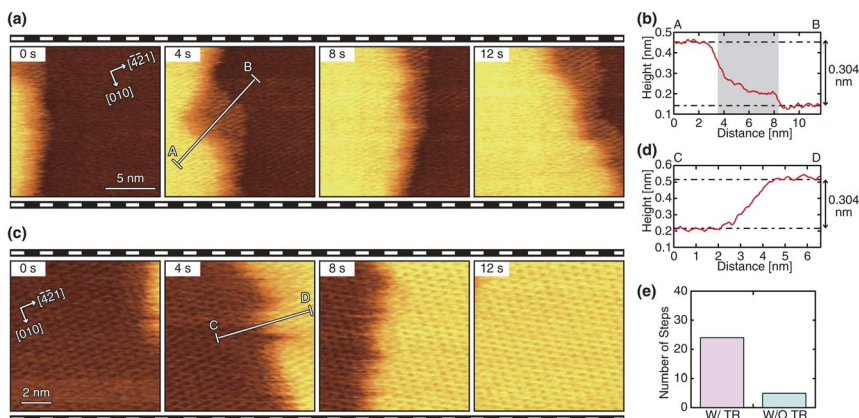 (a)
0 s
[4̄2̄1]
[010]
5 nm
4 s
B
A
8 s
12 s
(b)
A
B
0.5
0.4
0.3
0.2
0.1
Height [nm]
0.304
nm
0
2
4
6
8
10
Distance [nm]
(c)
0 s
[4̄2̄1]
[010]
2 nm
4 s
C
D
8 s
12 s
(d)
C
D
0.6
0.5
0.4
0.3
0.2
0.1
Height [nm]
0.304
nm
0
1
2
3
4
5
6
Distance [nm]
(e)
Number of Steps
40
20
0
W/ TR
W/O TR